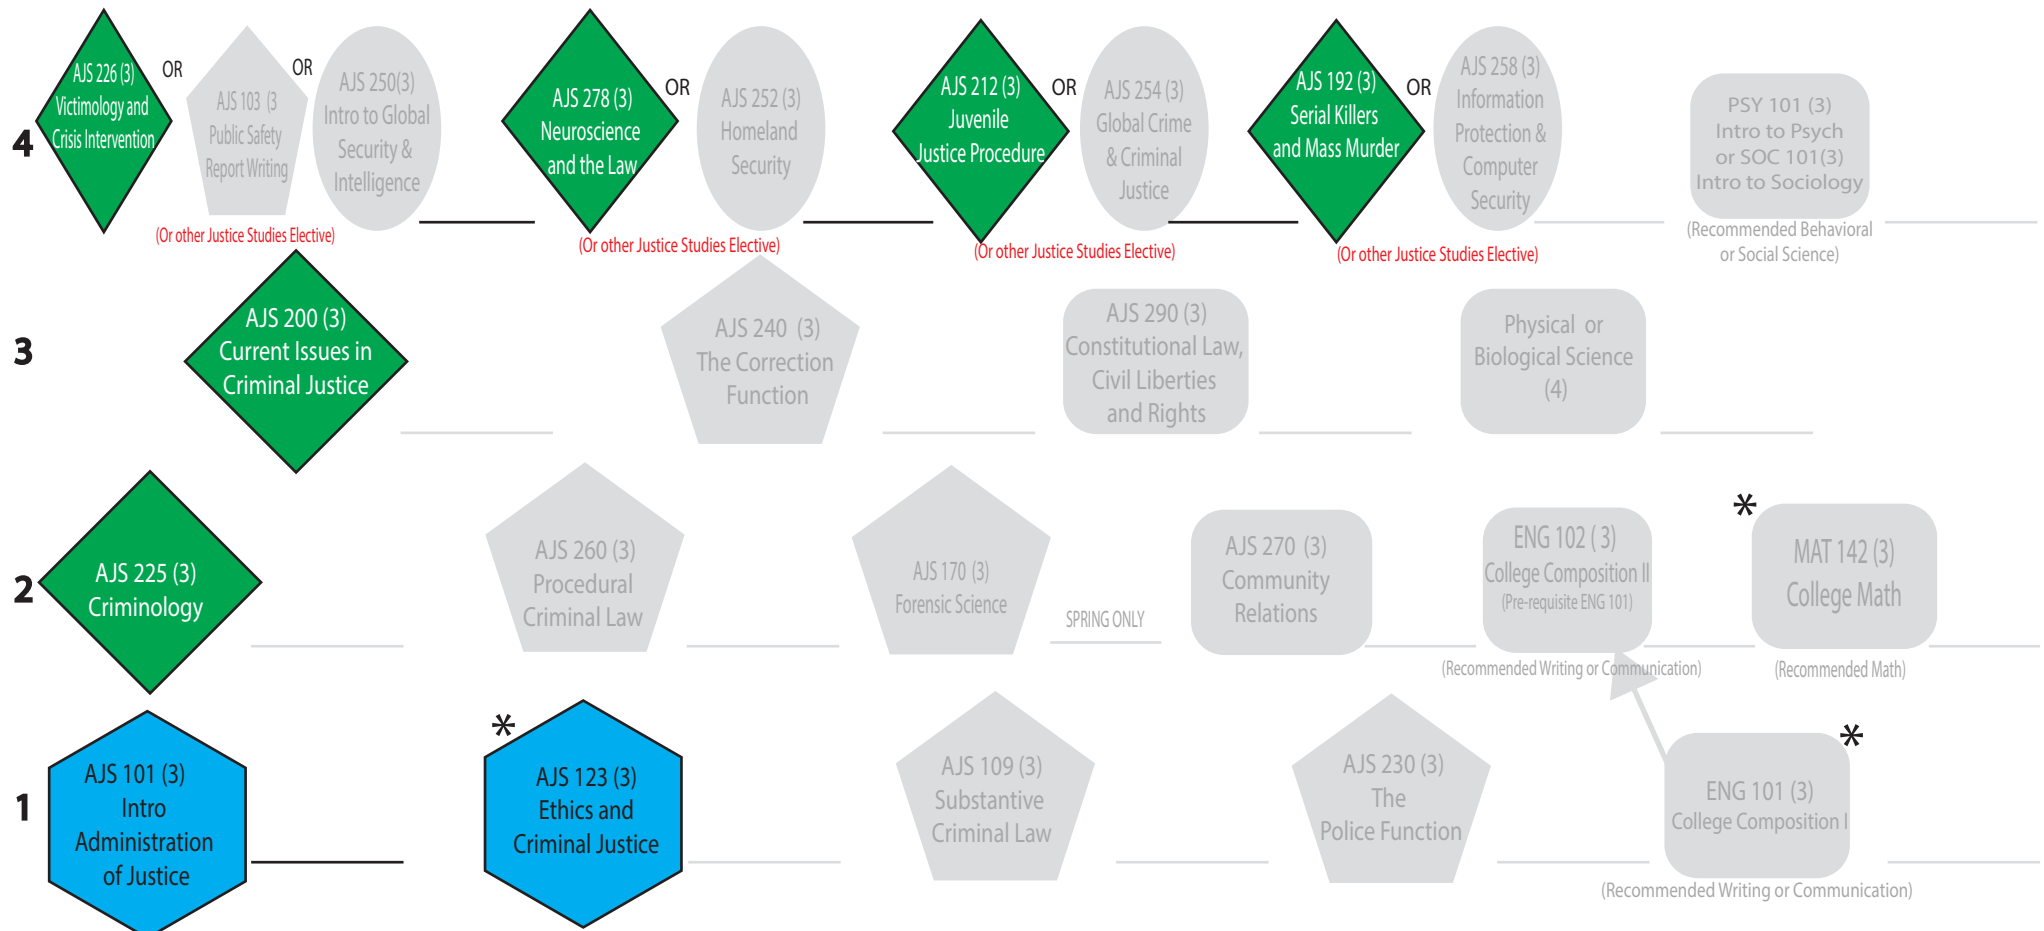 4
AJS 226 (3)
Victimology and
Crisis Intervention
OR
AJS 103 (3
Public Safety
Report Writing
OR
AJS 250(3)
Intro to Global
Security &
Intelligence
(Or other Justice Studies Elective)
AJS 278 (3)
Neuroscience
and the Law
OR
AJS 252 (3)
Homeland
Security
(Or other Justice Studies Elective)
AJS 212 (3)
Juvenile
Justice Procedure
OR
AJS 254 (3)
Global Crime
& Criminal
Justice
(Or other Justice Studies Elective)
AJS 192 (3)
Serial Killers
and Mass Murder
OR
AJS 258 (3)
Information
Protection &
Computer
Security
(Or other Justice Studies Elective)
PSY 101 (3)
Intro to Psych
or SOC 101(3)
Intro to Sociology
(Recommended Behavioral
or Social Science)
3
AJS 200 (3)
Current Issues in
Criminal Justice
AJS 240 (3)
The Correction
Function
AJS 290 (3)
Constitutional Law,
Civil Liberties
and Rights
Physical or
Biological Science
(4)
2
AJS 225 (3)
Criminology
AJS 260 (3)
Procedural
Criminal Law
AJS 170 (3)
Forensic Science
SPRING ONLY
AJS 270 (3)
Community
Relations
ENG 102 ( 3)
College Composition II
(Pre-requisite ENG 101)
(Recommended Writing or Communication)
*
MAT 142 (3)
College Math
(Recommended Math)
1
AJS 101 (3)
Intro
Administration
of Justice
*
AJS 123 (3)
Ethics and
Criminal Justice
AJS 109 (3)
Substantive
Criminal Law
AJS 230 (3)
The
Police Function
*
ENG 101 (3)
College Composition I
(Recommended Writing or Communication)